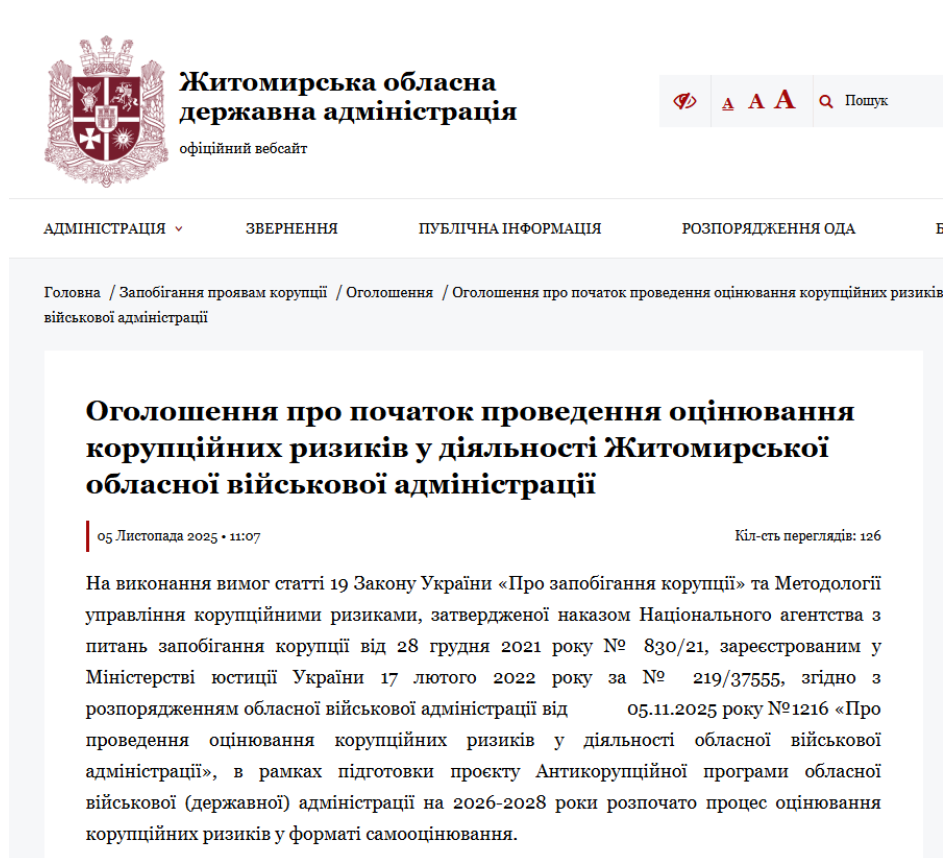 Житомирська обласна
державна адміністрація
офіційний вебсайт
A A A Пошук
АДМІНІСТРАЦІЯ ЗВЕРНЕННЯ ПУБЛІЧНА ІНФОРМАЦІЯ РОЗПОРЯДЖЕННЯ ОДА
Головна / Запобігання проявам корупції / Оголошення / Оголошення про початок проведення оцінювання корупційних ризиків
військової адміністрації
Оголошення про початок проведення оцінювання
корупційних ризиків у діяльності Житомирської
обласної військової адміністрації
05 Листопада 2025 • 11:07 Кіл-сть переглядів: 126
На виконання вимог статті 19 Закону України «Про запобігання корупції» та Методології
управління корупційними ризиками, затвердженої наказом Національного агентства з
питань запобігання корупції від 28 грудня 2021 року № 830/21, зареєстрованим у
Міністерстві юстиції України 17 лютого 2022 року за № 219/37555, згідно з
розпорядженням обласної військової адміністрації від 05.11.2025 року №1216 «Про
проведення оцінювання корупційних ризиків у діяльності обласної військової
адміністрації», в рамках підготовки проєкту Антикорупційної програми обласної
військової (державної) адміністрації на 2026-2028 роки розпочато процес оцінювання
корупційних ризиків у форматі самооцінювання.